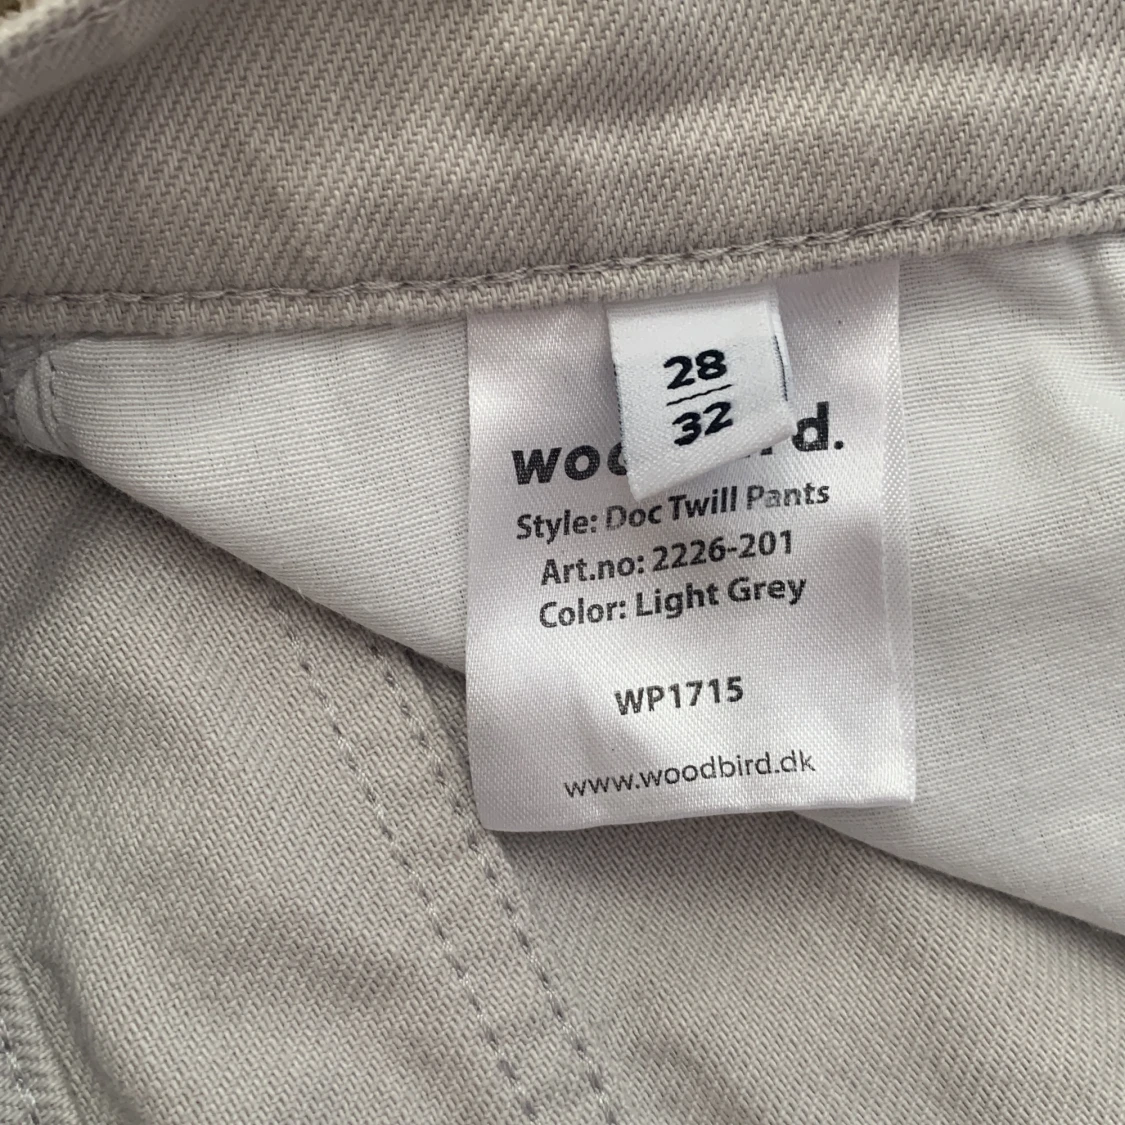 28
32
Style: Doc Twill Pants
Art.no: 2226-201
Color: Light Grey
WP1715
www.woodbird.dk